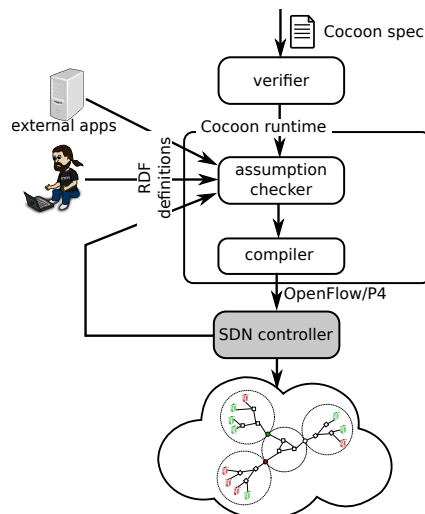 Cocoon spec
verifier
external apps
Cocoon runtime
RDF
definitions
assumption
checker
compiler
OpenFlow/P4
SDN controller